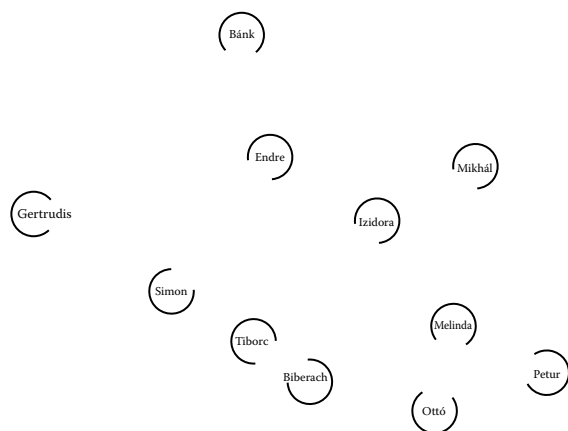 Bánk
Endre
Mikhál
Gertrudis
Izidora
Simon
Melinda
Tiborc
Biberach
Petur
Ottó